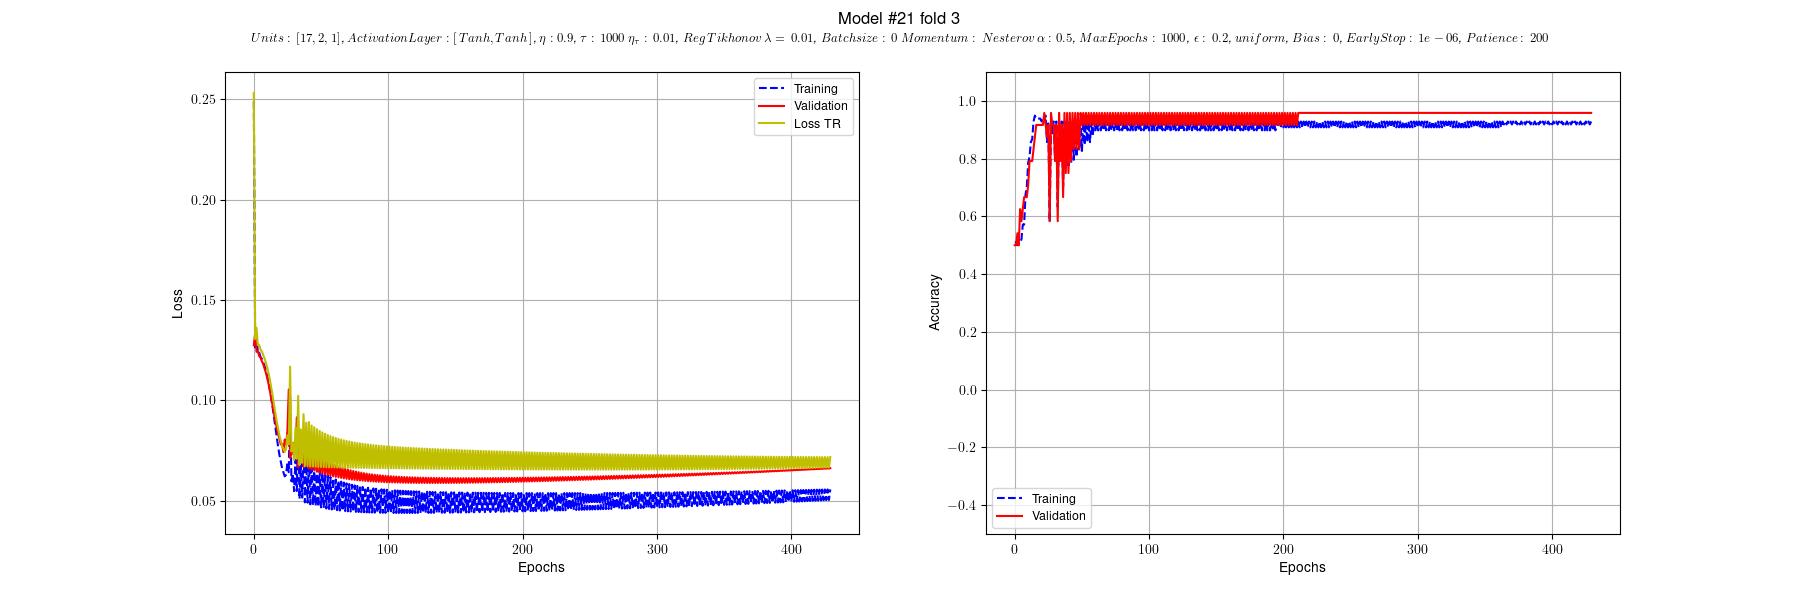 Model #21 fold 3
Units : [17, 2, 1], ActivationLayer : [Tanh, Tanh], η : 0.9, τ : 1000 ητ : 0.01, RegTikhonov λ = 0.01, Batchsize : 0 Momentum : Nesterov α : 0.5, MaxEpochs : 1000, ϵ : 0.2, uniform, Bias : 0, EarlyStop : 1e − 06, Patience : 200
Loss
0.25
0.20
0.15
0.10
0.05
Training
Validation
Loss TR
0 100 200 300 400
Epochs
Accuracy
1.0
0.8
0.6
0.4
0.2
0.0
−0.2
−0.4
Training
Validation
0 100 200 300 400
Epochs